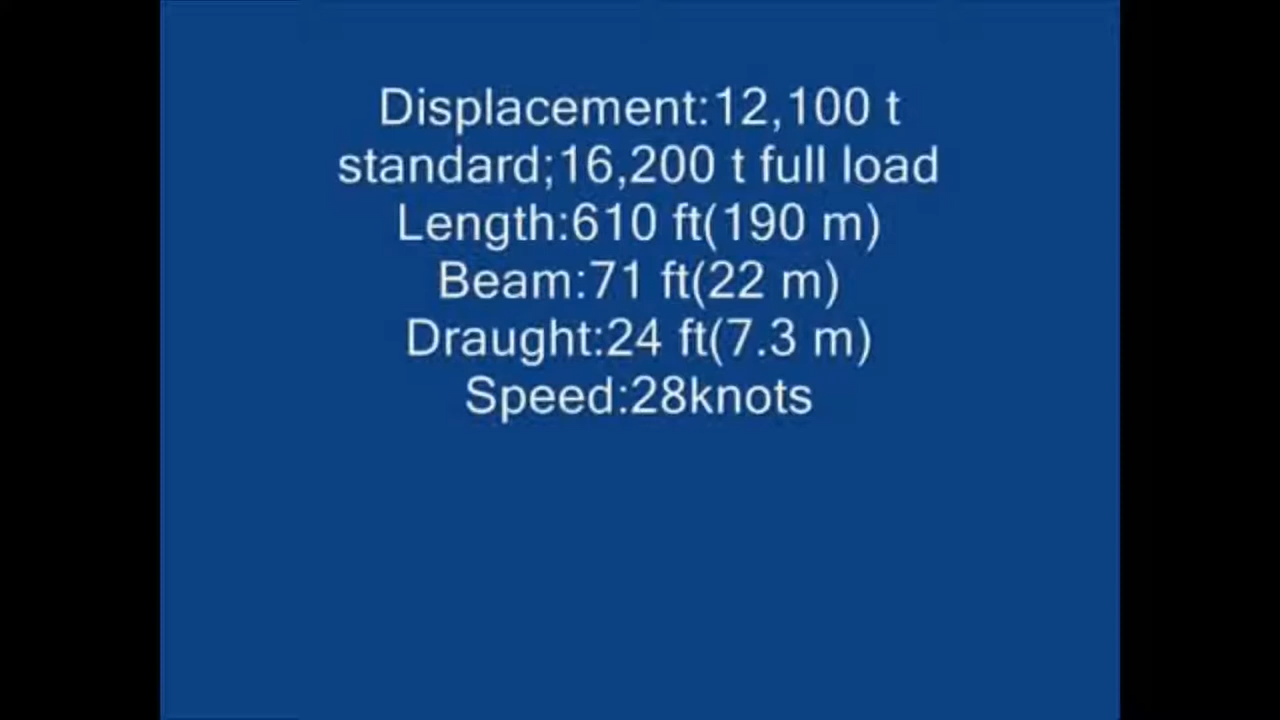 Displacement:12,100 t
standard;16,200 t full load
Length:610 ft(190 m)
Beam:71 ft(22 m)
Draught:24 ft(7.3 m)
Speed:28knots